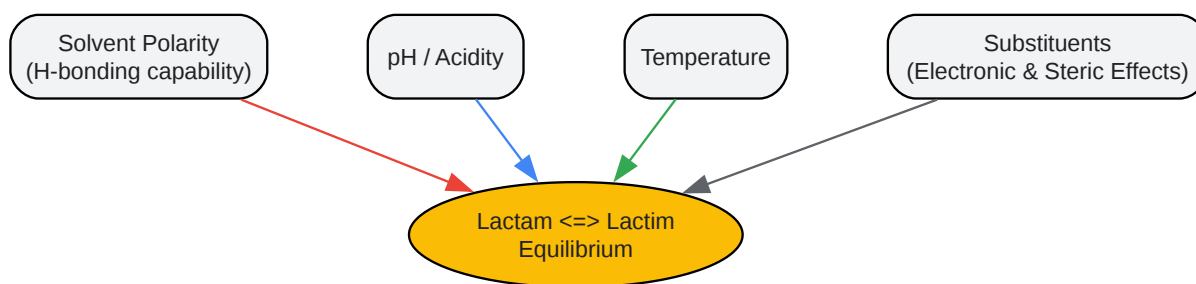 Solvent Polarity
(H-bonding capability)
pH / Acidity
Temperature
Substituents
(Electronic & Steric Effects)
Lactam <=> Lactim
Equilibrium